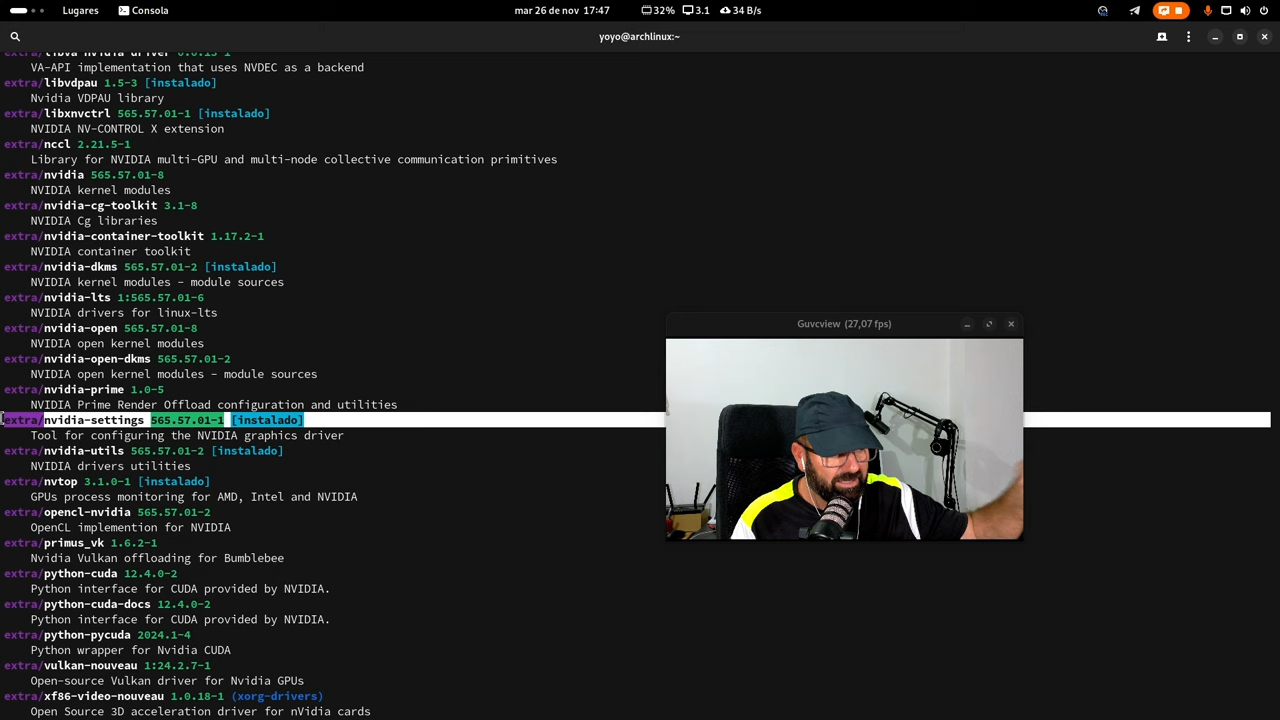 Lugares
Consola
mar 26 de nov 17:47
32% 3.1 34 B/s
yoyo@archlinux:~
VA-API implementation that uses NVDEC as a backend
extra/libvdpau 1.5-3 [instalado]
Nvidia VDPAU library
extra/libxnvctrl 565.57.01-1 [instalado]
NVIDIA NV-CONTROL X extension
extra/nccl 2.21.5-1
Library for NVIDIA multi-GPU and multi-node collective communication primitives
extra/nvidia 565.57.01-8
NVIDIA kernel modules
extra/nvidia-cg-toolkit 3.1-8
NVIDIA Cg libraries
extra/nvidia-container-toolkit 1.17.2-1
NVIDIA container toolkit
extra/nvidia-dkms 565.57.01-2 [instalado]
NVIDIA kernel modules - module sources
extra/nvidia-lts 1:565.57.01-6
NVIDIA drivers for linux-lts
extra/nvidia-open 565.57.01-8
NVIDIA open kernel modules
extra/nvidia-open-dkms 565.57.01-2
NVIDIA open kernel modules - module sources
extra/nvidia-prime 1.0-5
NVIDIA Prime Render Offload configuration and utilities
extra/nvidia-settings 565.57.01-1 [instalado]
Tool for configuring the NVIDIA graphics driver
extra/nvidia-utils 565.57.01-2 [instalado]
NVIDIA drivers utilities
extra/nvtop 3.1.0-1 [instalado]
GPUs process monitoring for AMD, Intel and NVIDIA
extra/opencl-nvidia 565.57.01-2
OpenCL implemention for NVIDIA
extra/primus_vk 1.6.2-1
Nvidia Vulkan offloading for Bumblebee
extra/python-cuda 12.4.0-2
Python interface for CUDA provided by NVIDIA.
extra/python-cuda-docs 12.4.0-2
Python interface for CUDA provided by NVIDIA.
extra/python-pycuda 2024.1-4
Python wrapper for Nvidia CUDA
extra/vulkan-nouveau 1:24.2.7-1
Open-source Vulkan driver for Nvidia GPUs
extra/xf86-video-nouveau 1.0.18-1 (xorg-drivers)
Open Source 3D acceleration driver for nVidia cards
Guvcview (27,07 fps)